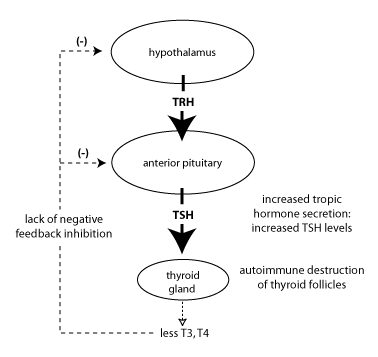 (-)
hypothalamus
TRH
(-)
anterior pituitary
increased tropic
hormone secretion:
increased TSH levels
TSH
lack of negative
feedback inhibition
thyroid
gland
autoimmune destruction
of thyroid follicles
less T3, T4